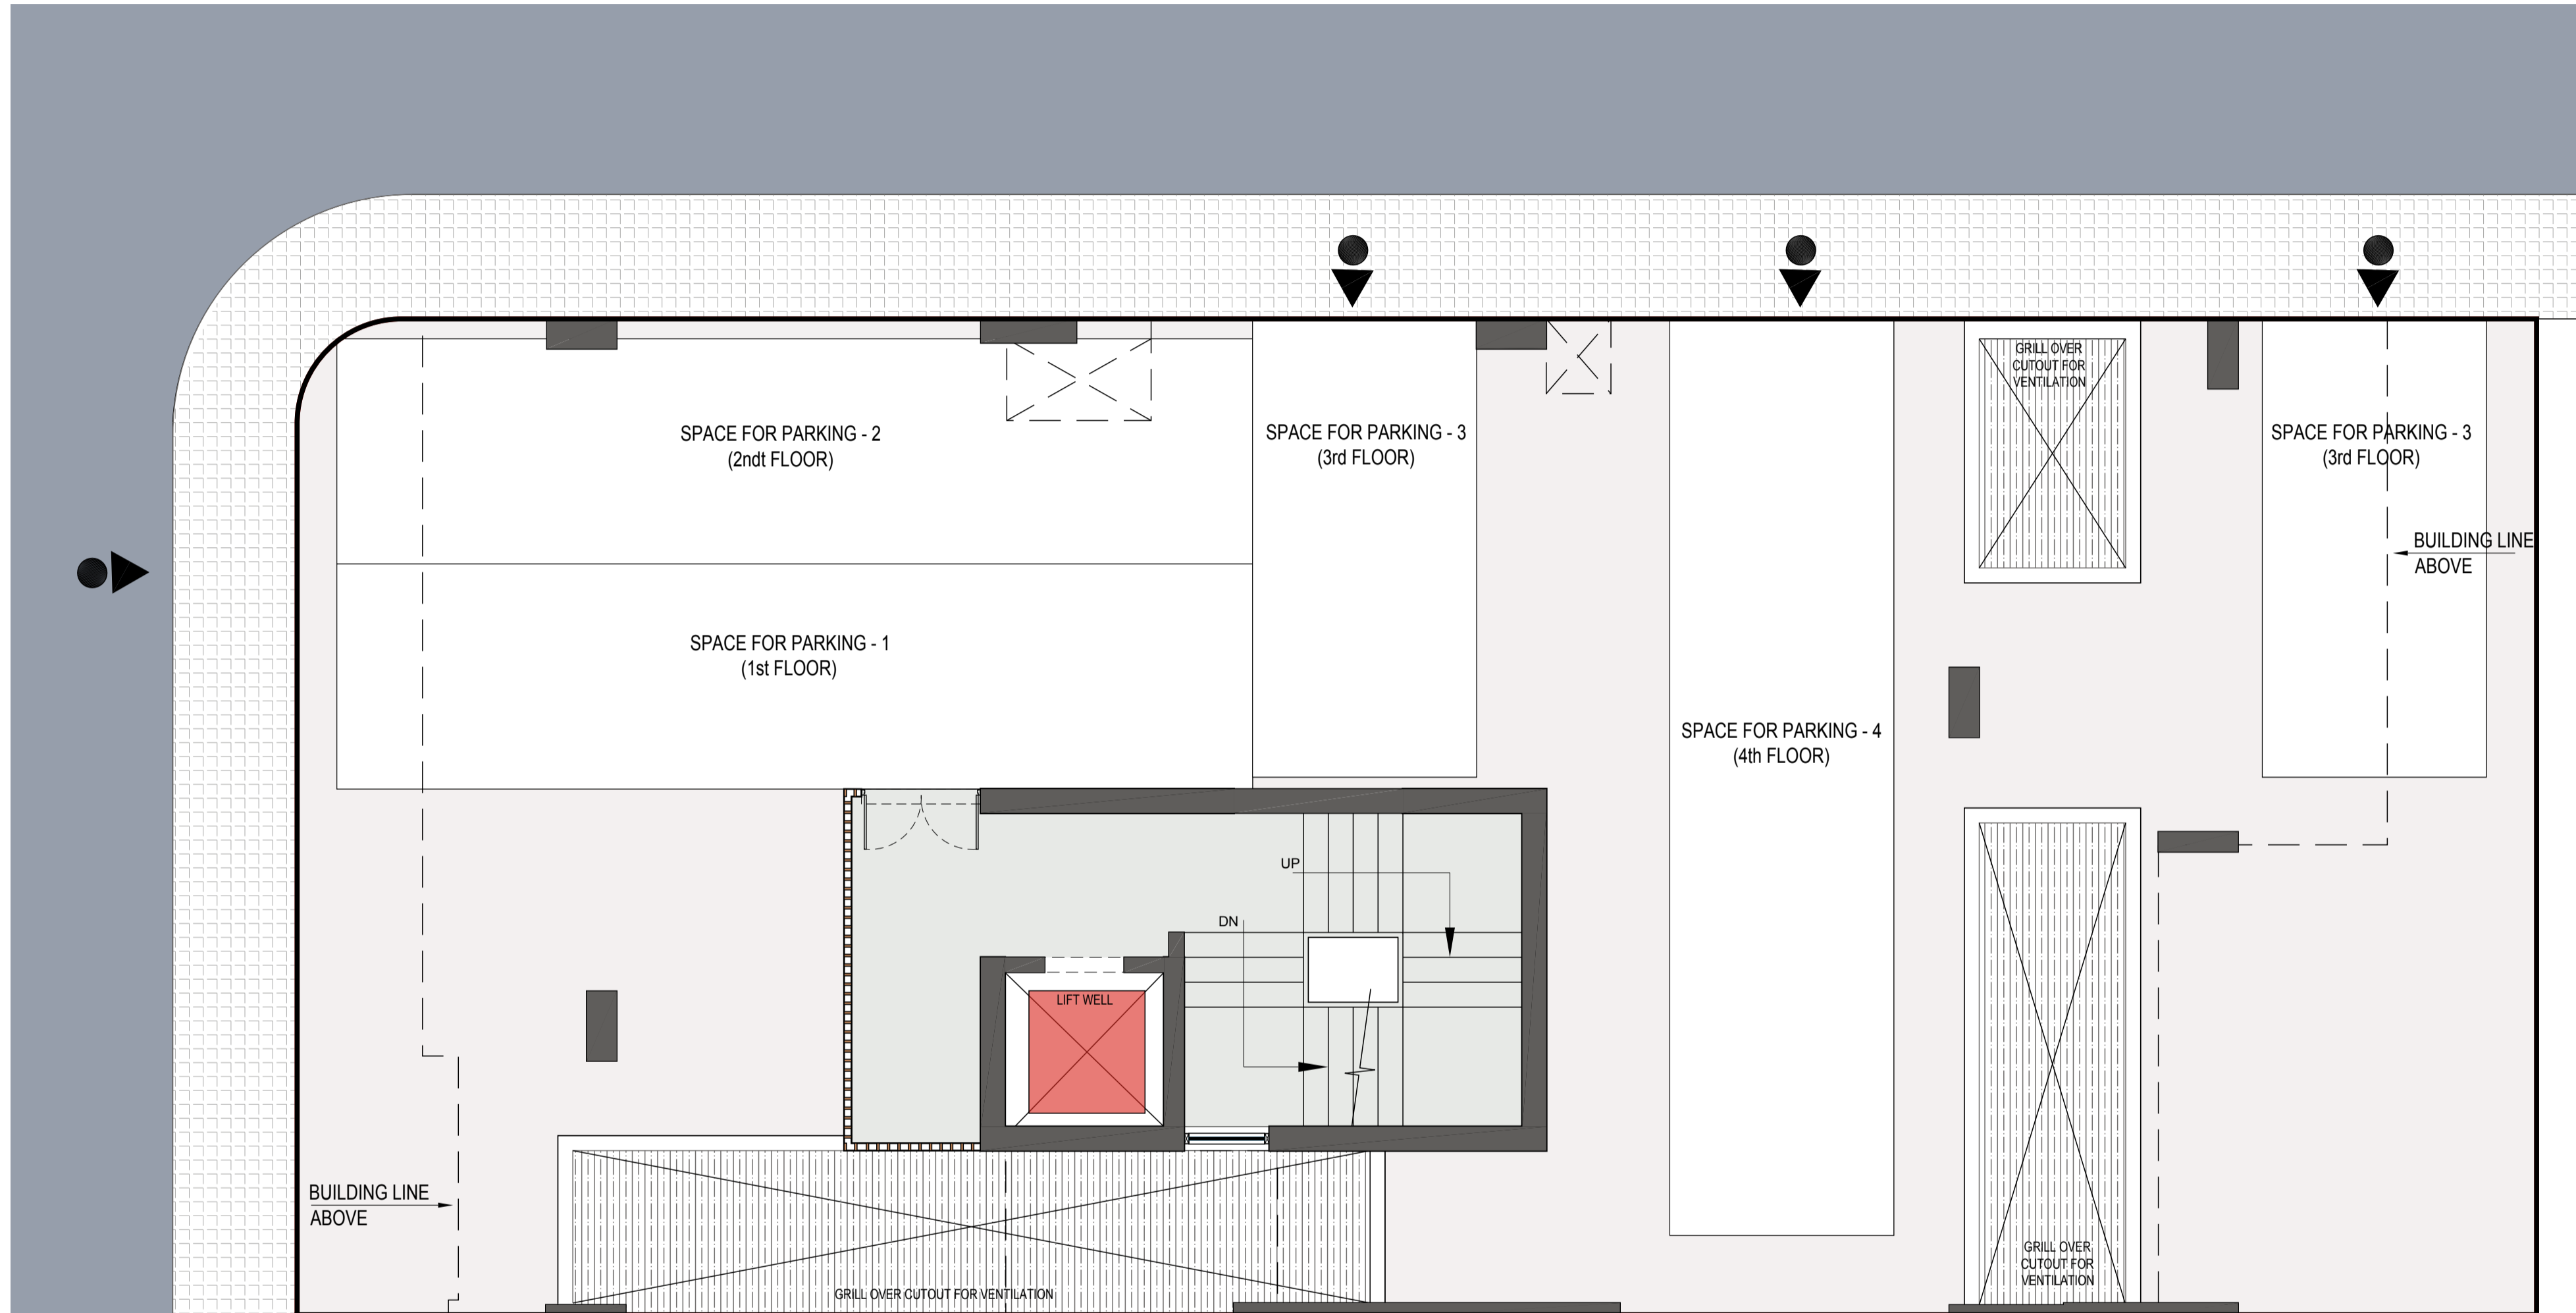 GRILL OVER
CUTOUT FOR
VENTILATION
SPACE FOR PARKING - 2
(2ndt FLOOR)
SPACE FOR PARKING - 3
(3rd FLOOR)
SPACE FOR PARKING - 3
(3rd FLOOR)
BUILDING LINE
ABOVE
SPACE FOR PARKING - 1
(1st FLOOR)
SPACE FOR PARKING - 4
(4th FLOOR)
UP
DN
LIFT WELL
BUILDING LINE
ABOVE
GRILL OVER
CUTOUT FOR
VENTILATION
GRILL OVER CUTOUT FOR VENTILATION